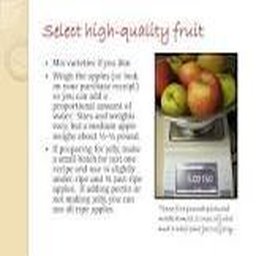 Select high-quality fruit
• Mix varieties if you like
• Weigh the apples (or look
on your purchase receipt)
so you can add a
proportional amount of
water. Sizes and weights
vary, but a medium apple
weighs about ⅓-½ pound.
• If preparing for jelly, make
a small batch for just one
recipe and use ¼ slightly
under ripe and ¾ just ripe
apples. If adding pectin or
not making jelly, you can
use all ripe apples.